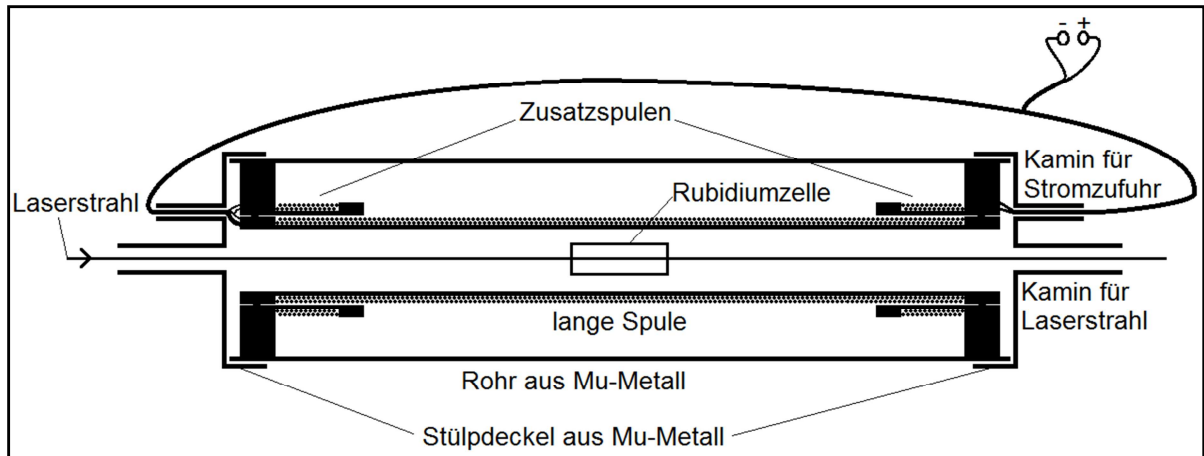 - +
Zusatzspulen
Kamin für
Stromzufuhr
Laserstrahl
Rubidiumzelle
lange Spule
Kamin für
Laserstrahl
Rohr aus Mu-Metall
Stülpdeckel aus Mu-Metall